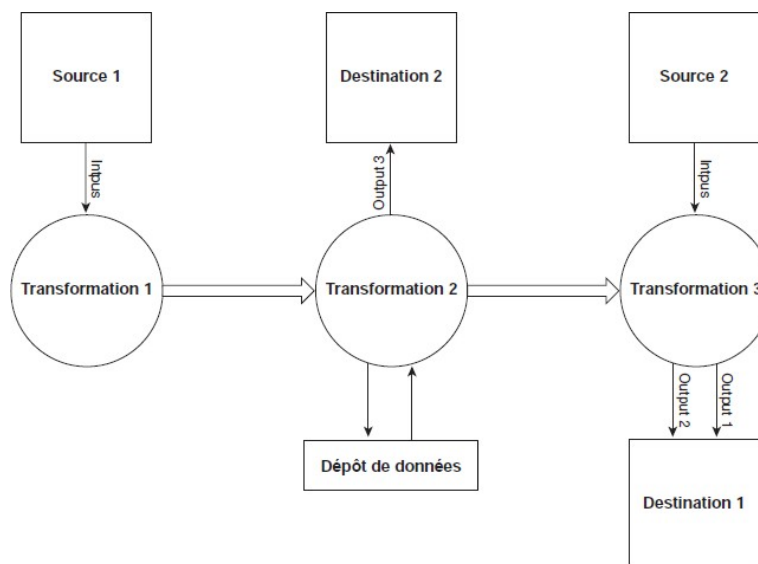 Source 1
Destination 2
Source 2
Intpus
Output 3
Intpus
Transformation 1
Transformation 2
Transformation 3
Output 2
Output 1
Dépôt de données
Destination 1